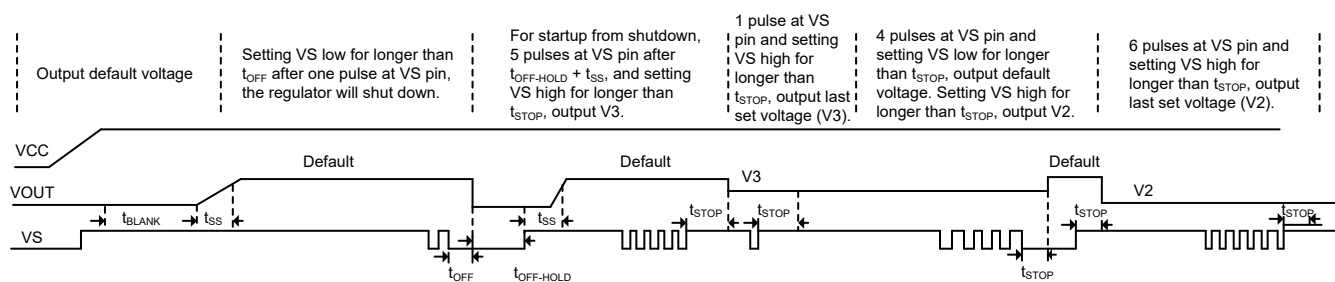 Output default voltage
Setting VS low for longer than
tOFF after one pulse at VS pin,
the regulator will shut down.
For startup from shutdown,
5 pulses at VS pin after
tOFF-HOLD + tSS, and setting
VS high for longer than
tSTOP, output V3.
1 pulse at VS
pin and setting
VS high for
longer than
tSTOP, output last
set voltage (V3).
4 pulses at VS pin and
setting VS low for longer
than tSTOP, output default
voltage. Setting VS high for
longer than tSTOP, output V2.
6 pulses at VS pin and
setting VS high for
longer than tSTOP, output
last set voltage (V2).
VCC
Default
Default
V3
Default
V2
VOUT
tBLANK
tSS
tSS
tSTOP
tSTOP
tSTOP
tSTOP
VS
tOFF
tOFF-HOLD
tSTOP